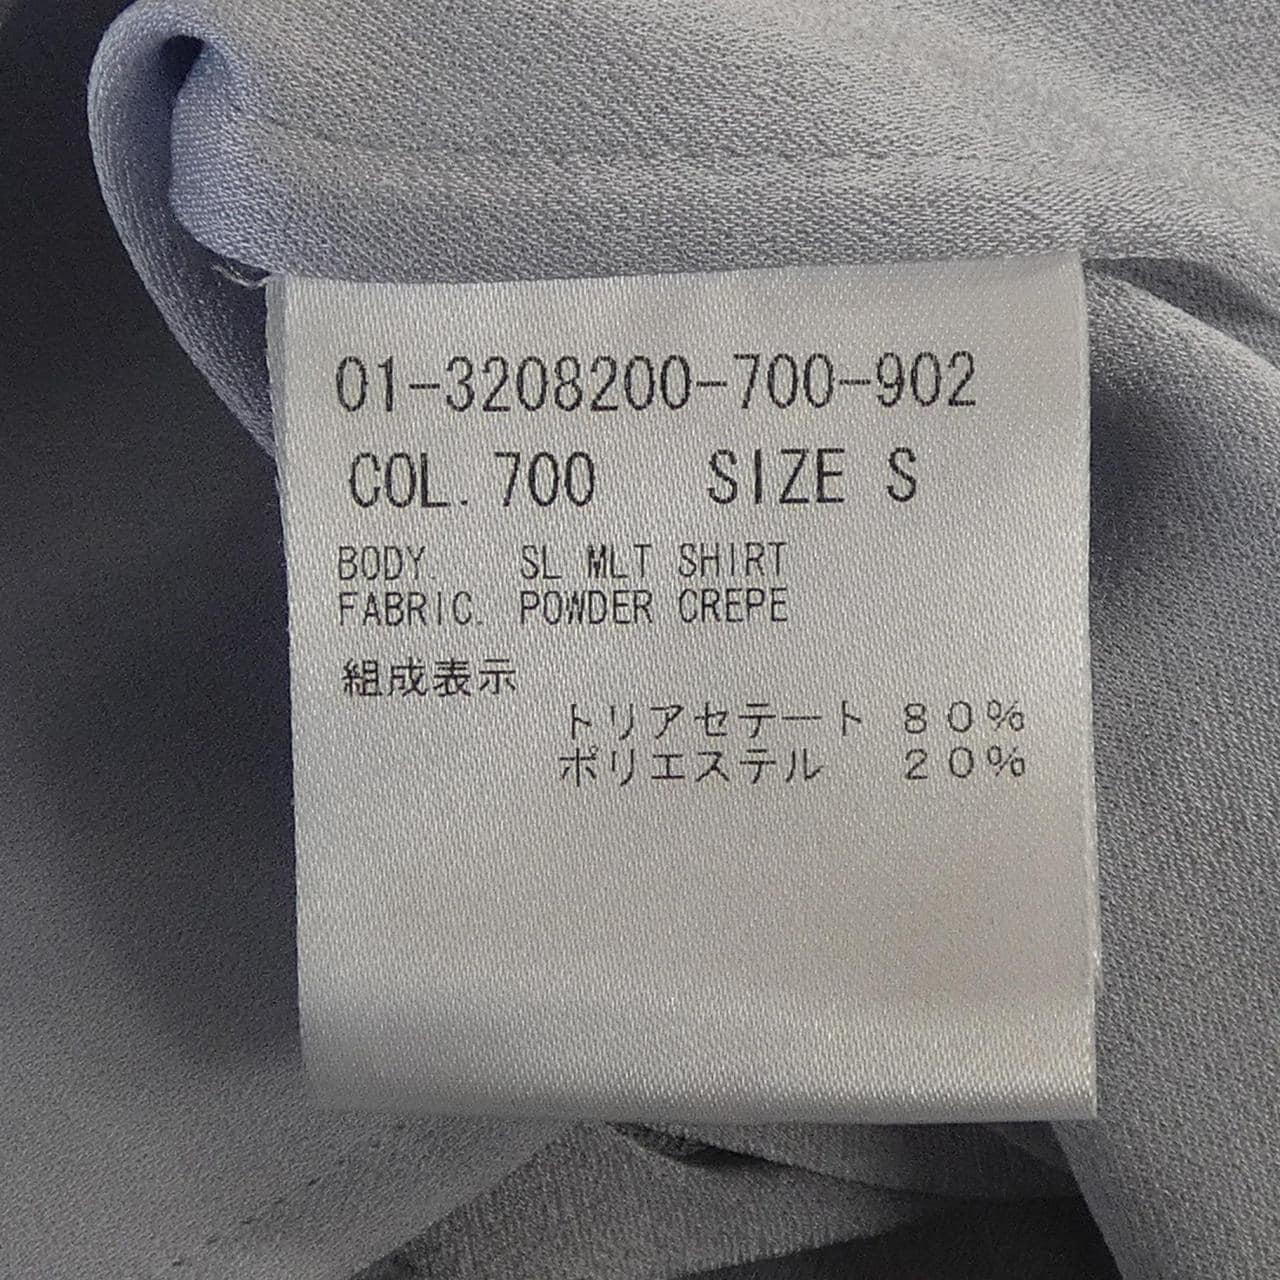 01-3208200-700-902
COL. 700 SIZE S
BODY. SL MLT SHIRT
FABRIC. POWDER CREPE
組成表示
トリアセテート 80%
ポリエステル 20%